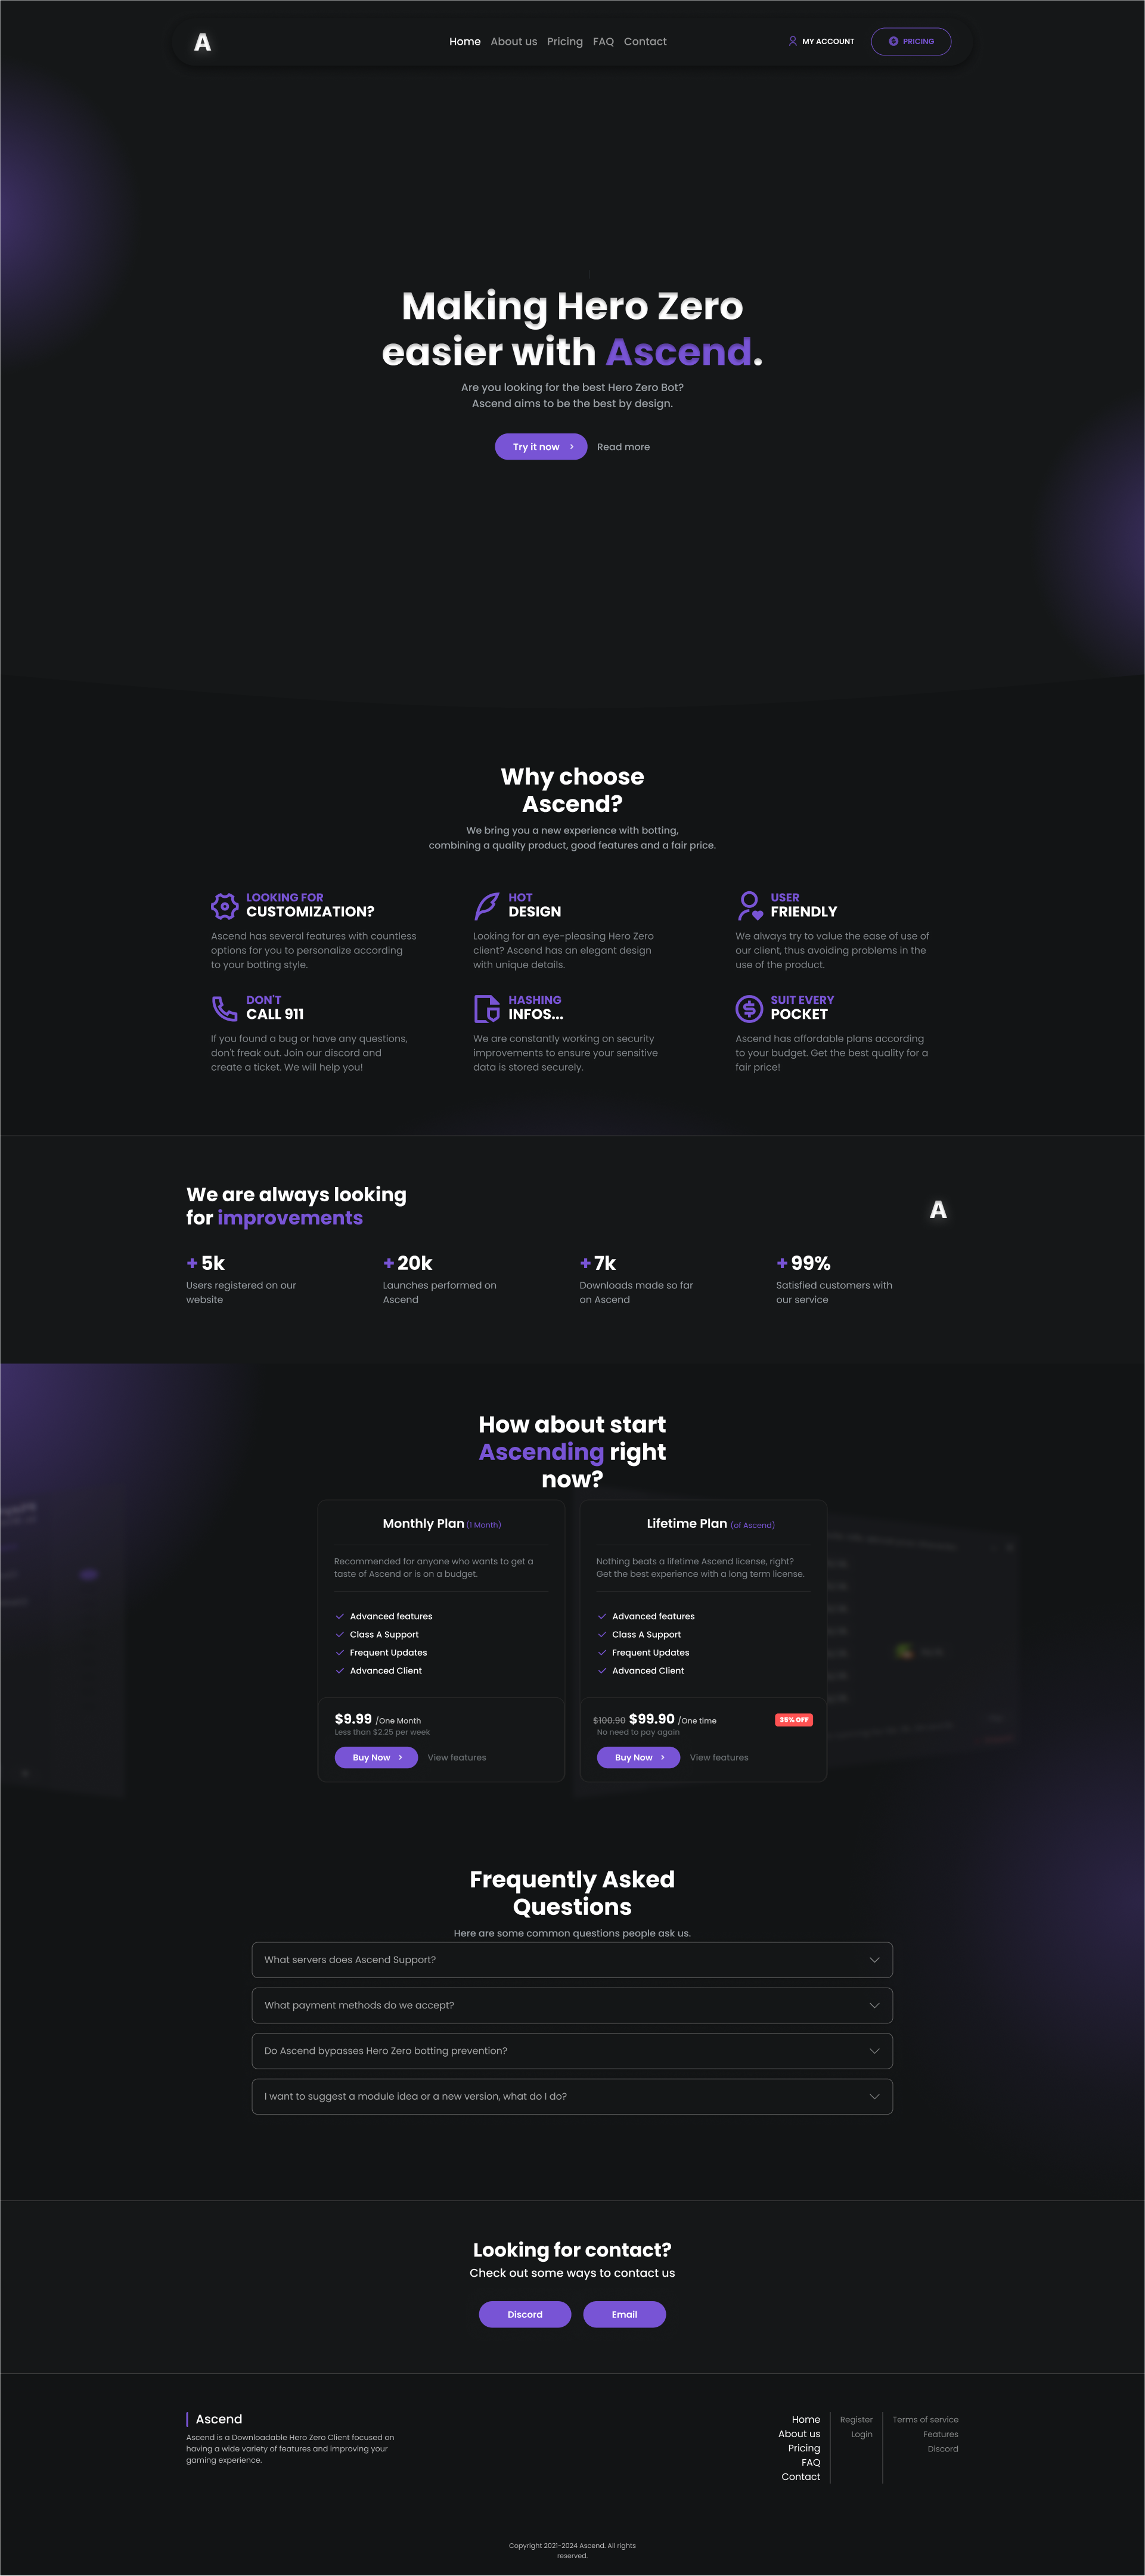 A
Home About us Pricing FAQ Contact
MY ACCOUNT
PRICING
Making Hero Zero
easier with Ascend.
Are you looking for the best Hero Zero Bot?
Ascend aims to be the best by design.
Try it now
Read more
Why choose
Ascend?
We bring you a new experience with botting,
combining a quality product, good features and a fair price.
LOOKING FOR
CUSTOMIZATION?
Ascend has several features with countless
options for you to personalize according
to your botting style.
HOT
DESIGN
Looking for an eye-pleasing Hero Zero
client? Ascend has an elegant design
with unique details.
USER
FRIENDLY
We always try to value the ease of use of
our client, thus avoiding problems in the
use of the product.
DON'T
CALL 911
If you found a bug or have any questions,
don't freak out. Join our discord and
create a ticket. We will help you!
HASHING
INFOS...
We are constantly working on security
improvements to ensure your sensitive
data is stored securely.
SUIT EVERY
POCKET
Ascend has affordable plans according
to your budget. Get the best quality for a
fair price!
We are always looking
for improvements
A
+ 5k
Users registered on our
website
+ 20k
Launches performed on
Ascend
+ 7k
Downloads made so far
on Ascend
+ 99%
Satisfied customers with
our service
How about start
Ascending right
now?
Monthly Plan (1 Month)
Recommended for anyone who wants to get a
taste of Ascend or is on a budget.
Advanced features
Class A Support
Frequent Updates
Advanced Client
$9.99 /One Month
Less than $2.25 per week
Buy Now
View features
Lifetime Plan (of Ascend)
Nothing beats a lifetime Ascend license, right?
Get the best experience with a long term license.
Advanced features
Class A Support
Frequent Updates
Advanced Client
$100.90 $99.90 /One time
35% OFF
No need to pay again
Buy Now
View features
Frequently Asked
Questions
Here are some common questions people ask us.
What servers does Ascend Support?
What payment methods do we accept?
Do Ascend bypasses Hero Zero botting prevention?
I want to suggest a module idea or a new version, what do I do?
Looking for contact?
Check out some ways to contact us
Discord
Email
Ascend
Ascend is a Downloadable Hero Zero Client focused on
having a wide variety of features and improving your
gaming experience.
Home
About us
Pricing
FAQ
Contact
Register
Login
Terms of service
Features
Discord
Copyright 2021-2024 Ascend. All rights
reserved.